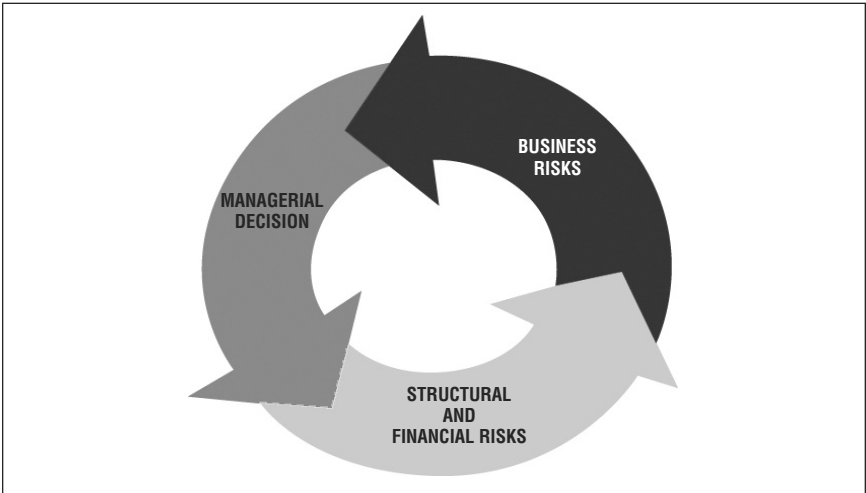 BUSINESS
RISKS
MANAGERIAL
DECISION
STRUCTURAL
AND
FINANCIAL RISKS